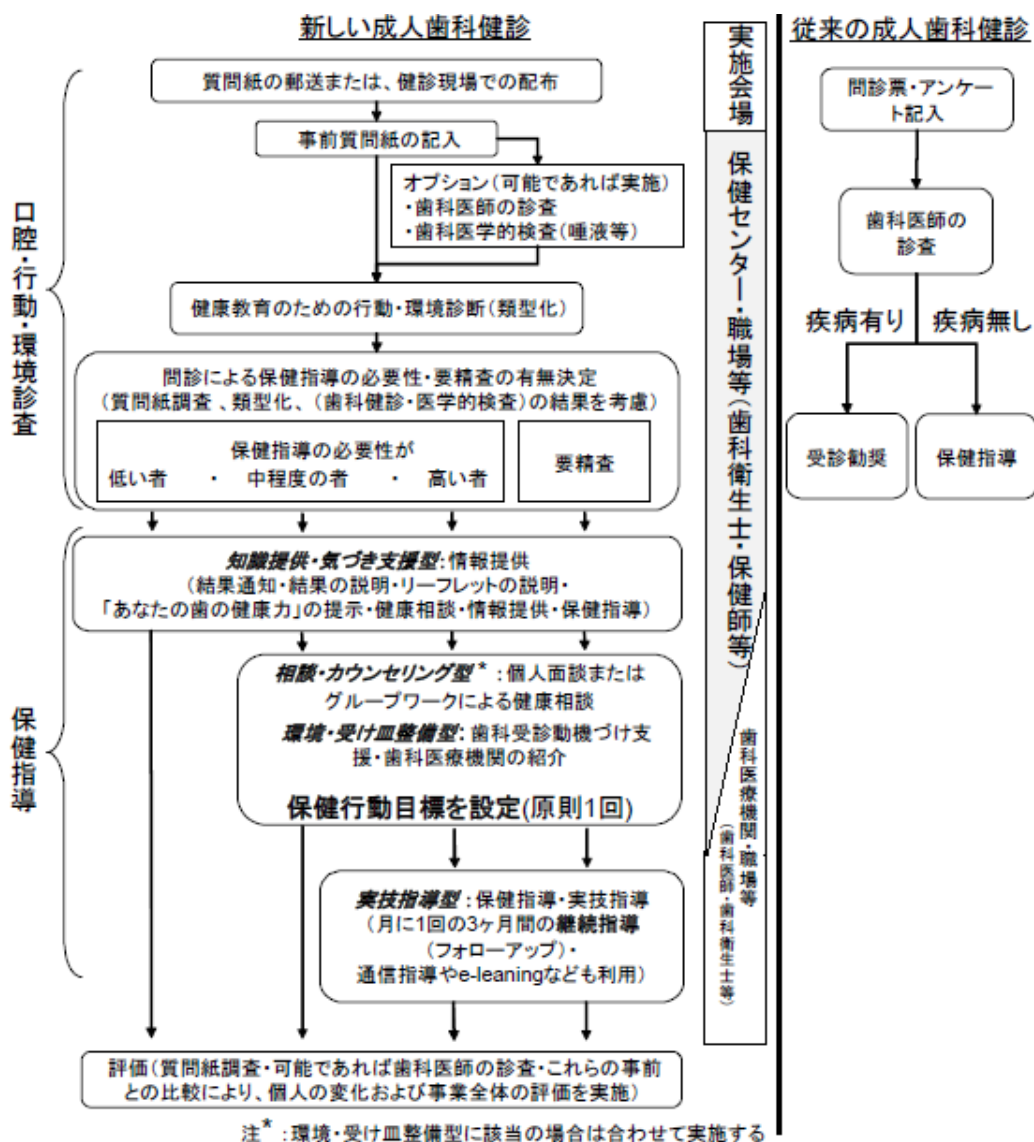 新しい成人歯科健診
質問紙の郵送または、健診現場での配布
事前質問紙の記入
オプション(可能であれば実施)
・歯科医師の診査
・歯科医学的検査(唾液等)
健康教育のための行動・環境診断(類型化)
問診による保健指導の必要性・要精査の有無決定
(質問紙調査 、類型化、(歯科健診・医学的検査)の結果を考慮)
保健指導の必要性が
低い者 ・ 中程度の者 ・ 高い者
要精査
口腔・行動・環境診査
知識提供・気づき支援型:情報提供
(結果通知・結果の説明・リーフレットの説明・
「あなたの歯の健康力」の提示・健康相談・情報提供・保健指導)
相談・カウンセリング型*:個人面談または
グループワークによる健康相談
環境・受け皿整備型:歯科受診動機づけ支
援・歯科医療機関の紹介
保健行動目標を設定(原則1回)
実技指導型:保健指導・実技指導
(月に1回の3ヶ月間の継続指導
(フォローアップ)・
通信指導やe-leaningなども利用)
保健指導
評価(質問紙調査・可能であれば歯科医師の診査・これらの事前
との比較により、個人の変化および事業全体の評価を実施)
注*:環境・受け皿整備型に該当の場合は合わせて実施する
実施会場
保健センター・職場等(歯科衛生士・保健師等)
歯科医療機関・職場等
(歯科医師・歯科衛生士等)
従来の成人歯科健診
問診票・アンケー
ト記入
歯科医師の
診査
疾病有り
疾病無し
受診勧奨
保健指導